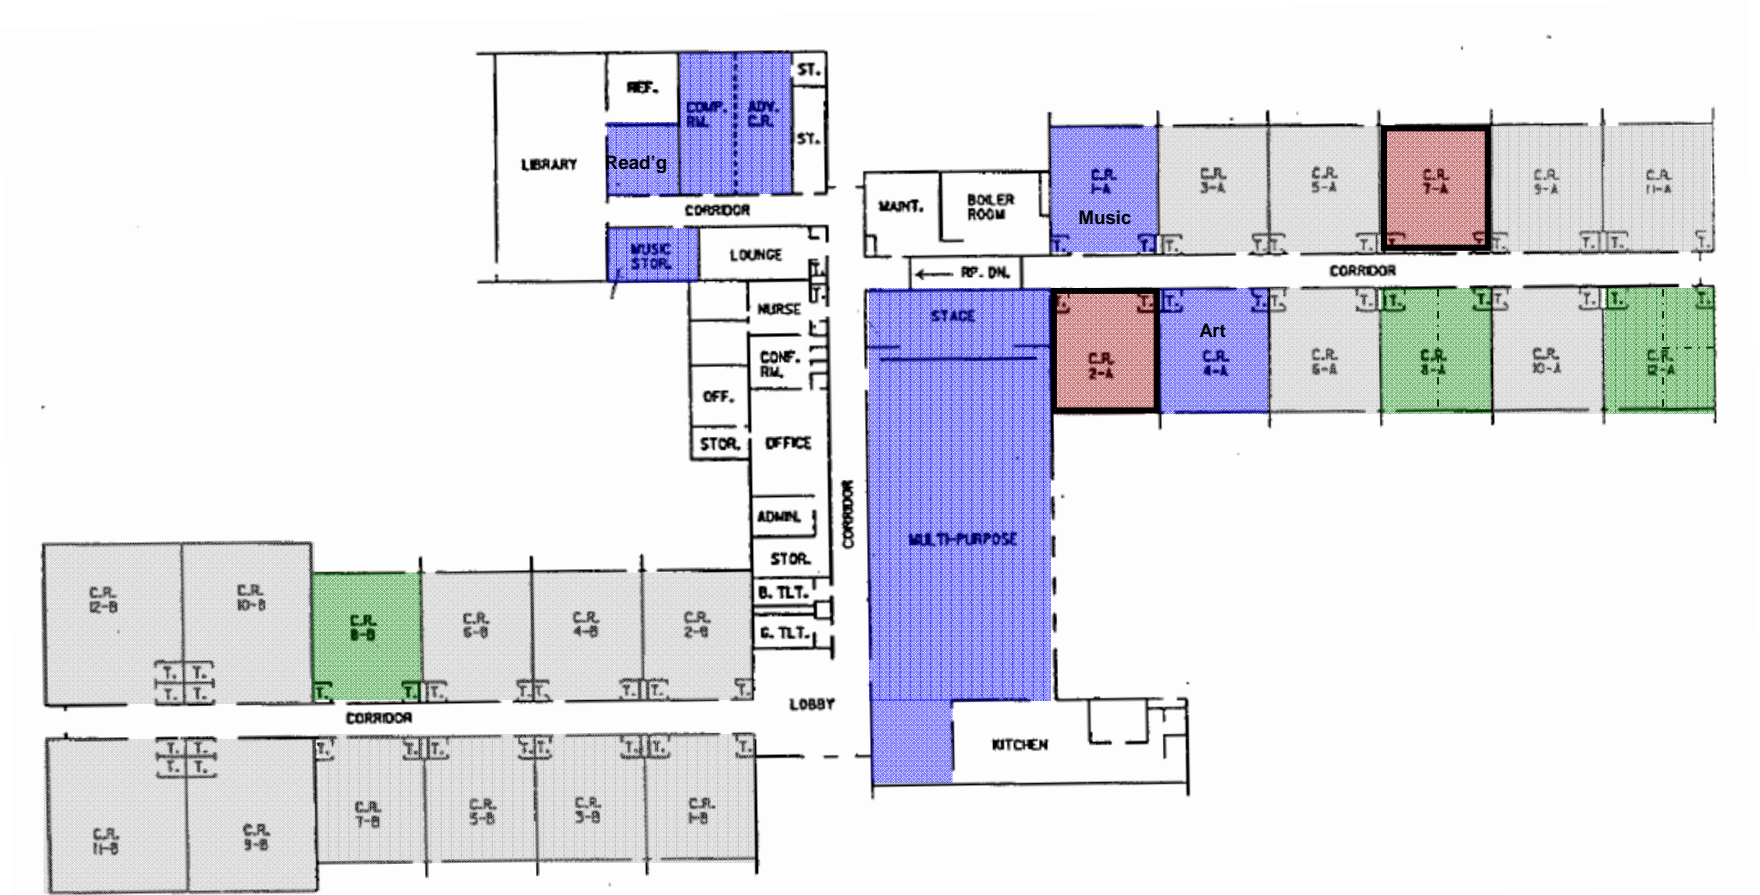 REF.
COMP.
RM.
ADV.
C.R.
ST.
ST.
LIBRARY
Read'g
CORRIDOR
MUSIC
STOR.
LOUNGE
T.
T.
NURSE
CONF.
RM.
OFF.
STOR.
OFFICE
ADMIN.
STOR.
B. TLT.
G. TLT.
CORRIDOR
LOBBY
MAINT.
BOILER
ROOM
RP. DN.
STAGE
MULTI-PURPOSE
KITCHEN
C.R.
1-A
Music
T.
T.
C.R.
3-A
T.
T.
C.R.
5-A
T.
T.
C.R.
7-A
T.
T.
C.R.
9-A
T.
T.
C.R.
11-A
T.
T.
CORRIDOR
T.
T.
C.R.
2-A
T.
T.
Art
C.R.
4-A
T.
T.
C.R.
6-A
T.
T.
C.R.
8-A
T.
T.
C.R.
10-A
T.
T.
C.R.
12-A
C.R.
12-B
T.
T.
C.R.
10-B
T.
T.
C.R.
8-B
T.
T.
C.R.
6-B
T.
T.
C.R.
4-B
T.
T.
C.R.
2-B
T.
T.
CORRIDOR
T.
T.
C.R.
11-B
T.
T.
C.R.
9-B
T.
T.
C.R.
7-B
T.
T.
C.R.
5-B
T.
T.
C.R.
3-B
T.
T.
C.R.
1-B